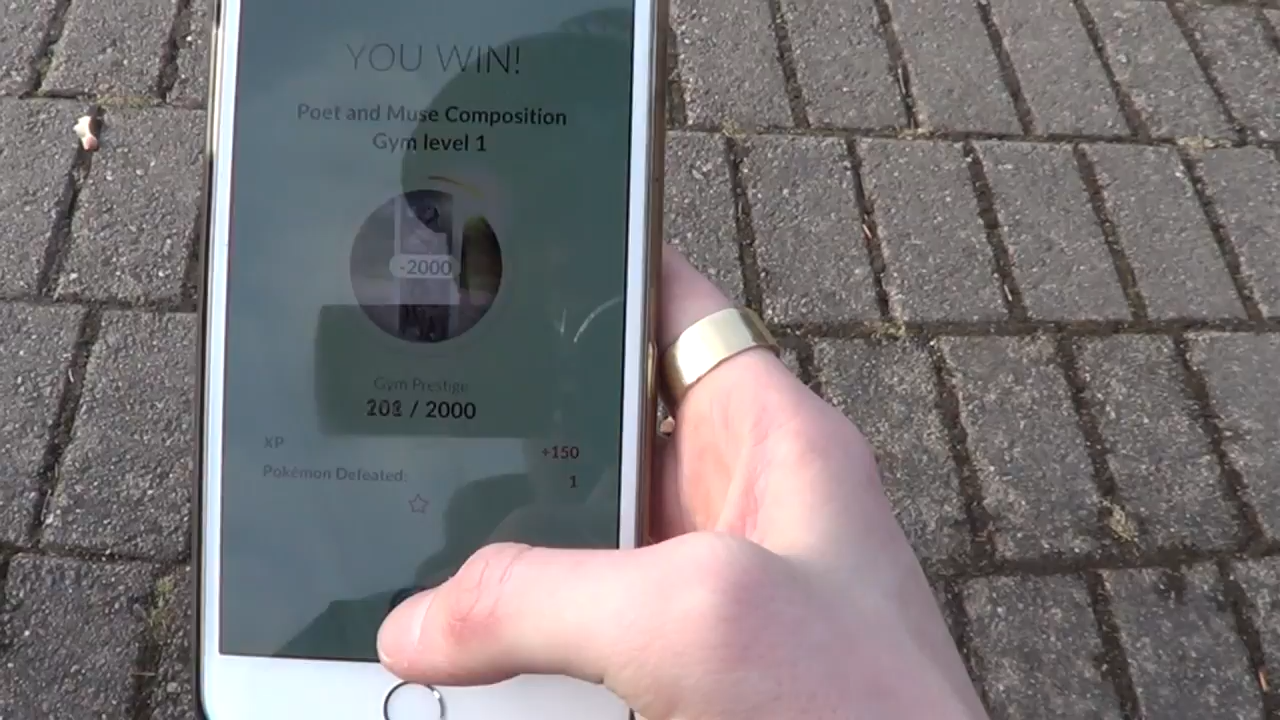 YOU WIN!
Poet and Muse Composition
Gym level 1
-2000
Gym Prestige
/ 2000
XP +150
Pokémon Defeated: 1